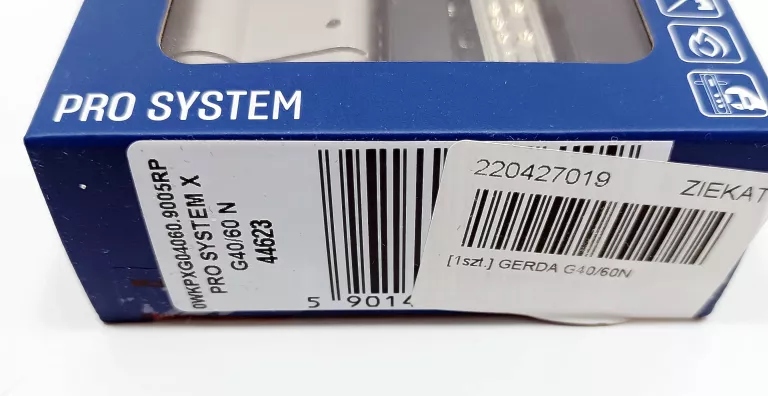 PRO SYSTEM
0WKPXG04060.9005RP
PRO SYSTEM X
G40/60 N
44623
5 9014
220427019 ZIEKAT
[1szt.] GERDA G40/60N